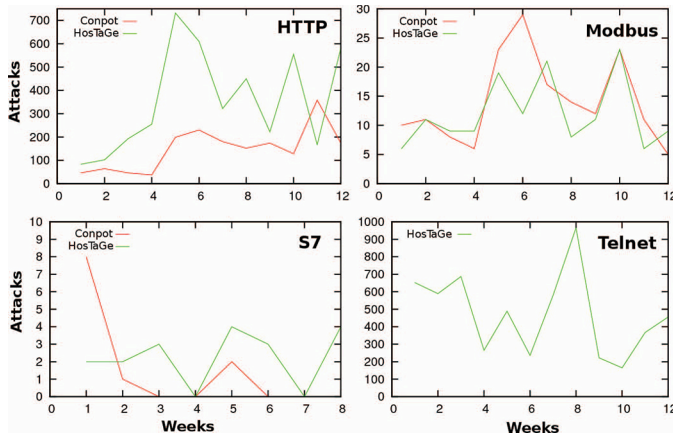 HTTP
Conpot
HosTaGe
Attacks
700
600
500
400
300
200
100
0
0 2 4 6 8 10 12
Modbus
Conpot
HosTaGe
30
25
20
15
10
5
0
0 2 4 6 8 10 12
S7
Conpot
HosTaGe
Attacks
10
9
8
7
6
5
4
3
2
1
0
0 1 2 3 4 5 6 7 8
Weeks
Telnet
HosTaGe
1000
900
800
700
600
500
400
300
200
100
0
0 2 4 6 8 10 12
Weeks